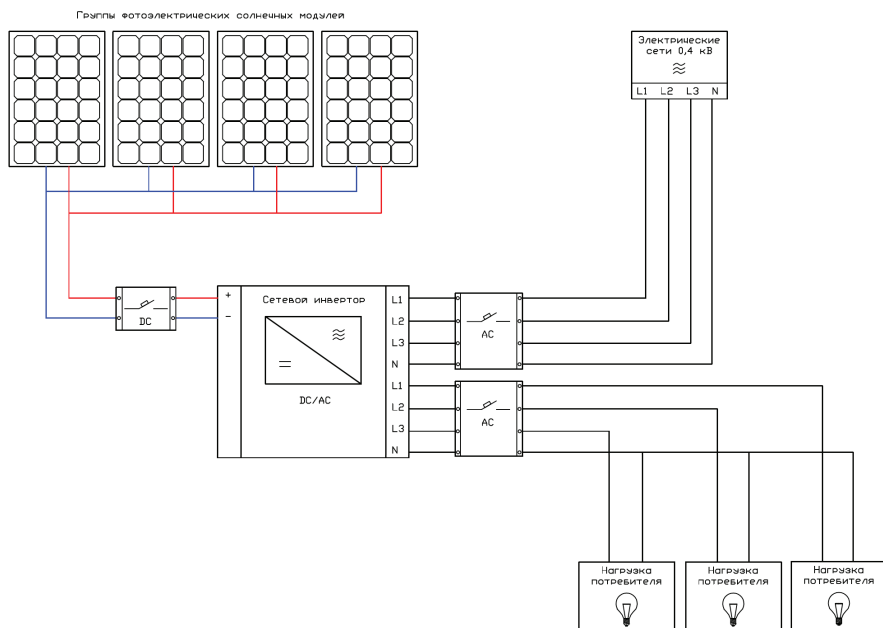 Группы фотоэлектрических солнечных модулей
Электрические
сети 0,4 кВ
L1 L2 L3 N
+
−
DC
Сетевой инвертор
DC/AC
L1
L2
L3
N
L1
L2
L3
N
AC
AC
Нагрузка
потребителя
Нагрузка
потребителя
Нагрузка
потребителя